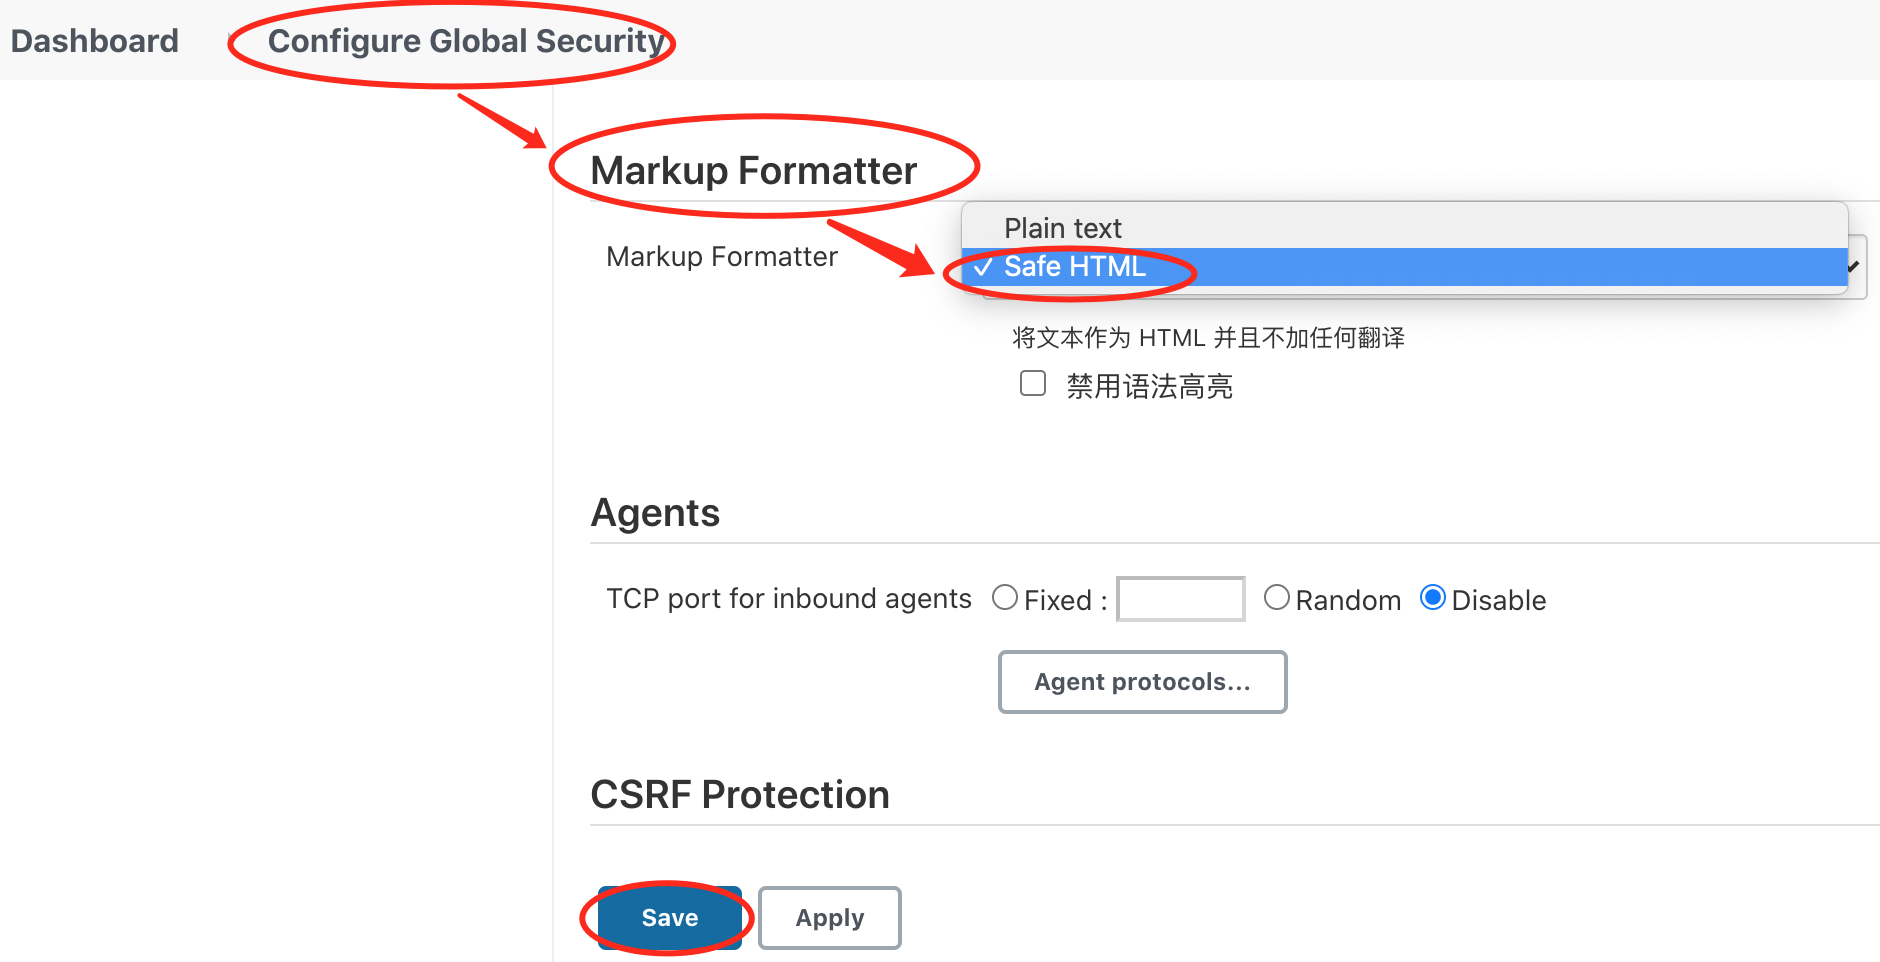 Dashboard Configure Global Security
Markup Formatter
Markup Formatter
Plain text
✓ Safe HTML
将文本作为 HTML 并且不加任何翻译
禁用语法高亮
Agents
TCP port for inbound agents Fixed : Random Disable
Agent protocols...
CSRF Protection
Save Apply